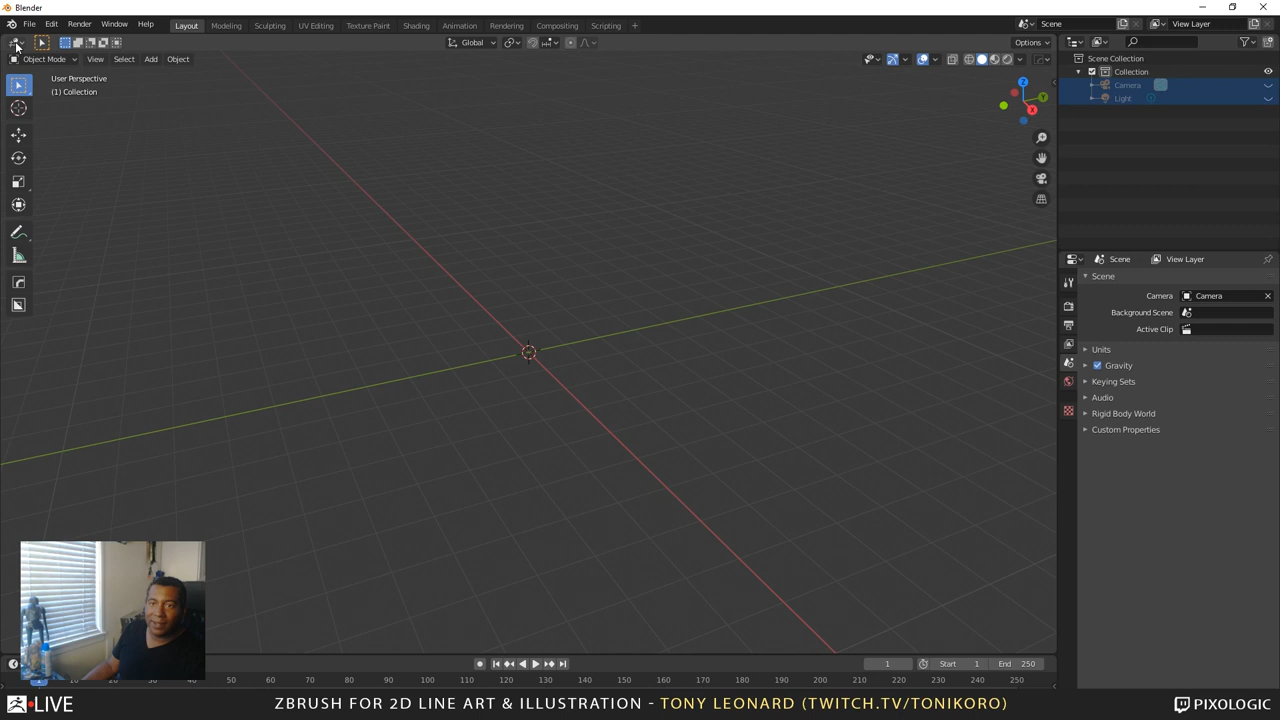 Blender
File Edit Render Window Help Layout Modeling Sculpting UV Editing Texture Paint Shading Animation Rendering Compositing Scripting + Scene View Layer
Global Options
Object Mode View Select Add Object
User Perspective
(1) Collection
Z
Y
X
Scene Collection
Collection
Camera
Light
Scene View Layer
Scene
Camera Camera
Background Scene
Active Clip
Units
Gravity
Keying Sets
Audio
Rigid Body World
Custom Properties
1 Start 1 End 250
1 50 60 70 80 90 100 110 120 130 140 150 160 170 180 190 200 210 220 230 240 250
LIVE ZBRUSH FOR 2D LINE ART & ILLUSTRATION - TONY LEONARD (TWITCH.TV/TONIKORO) PIXOLOGIC